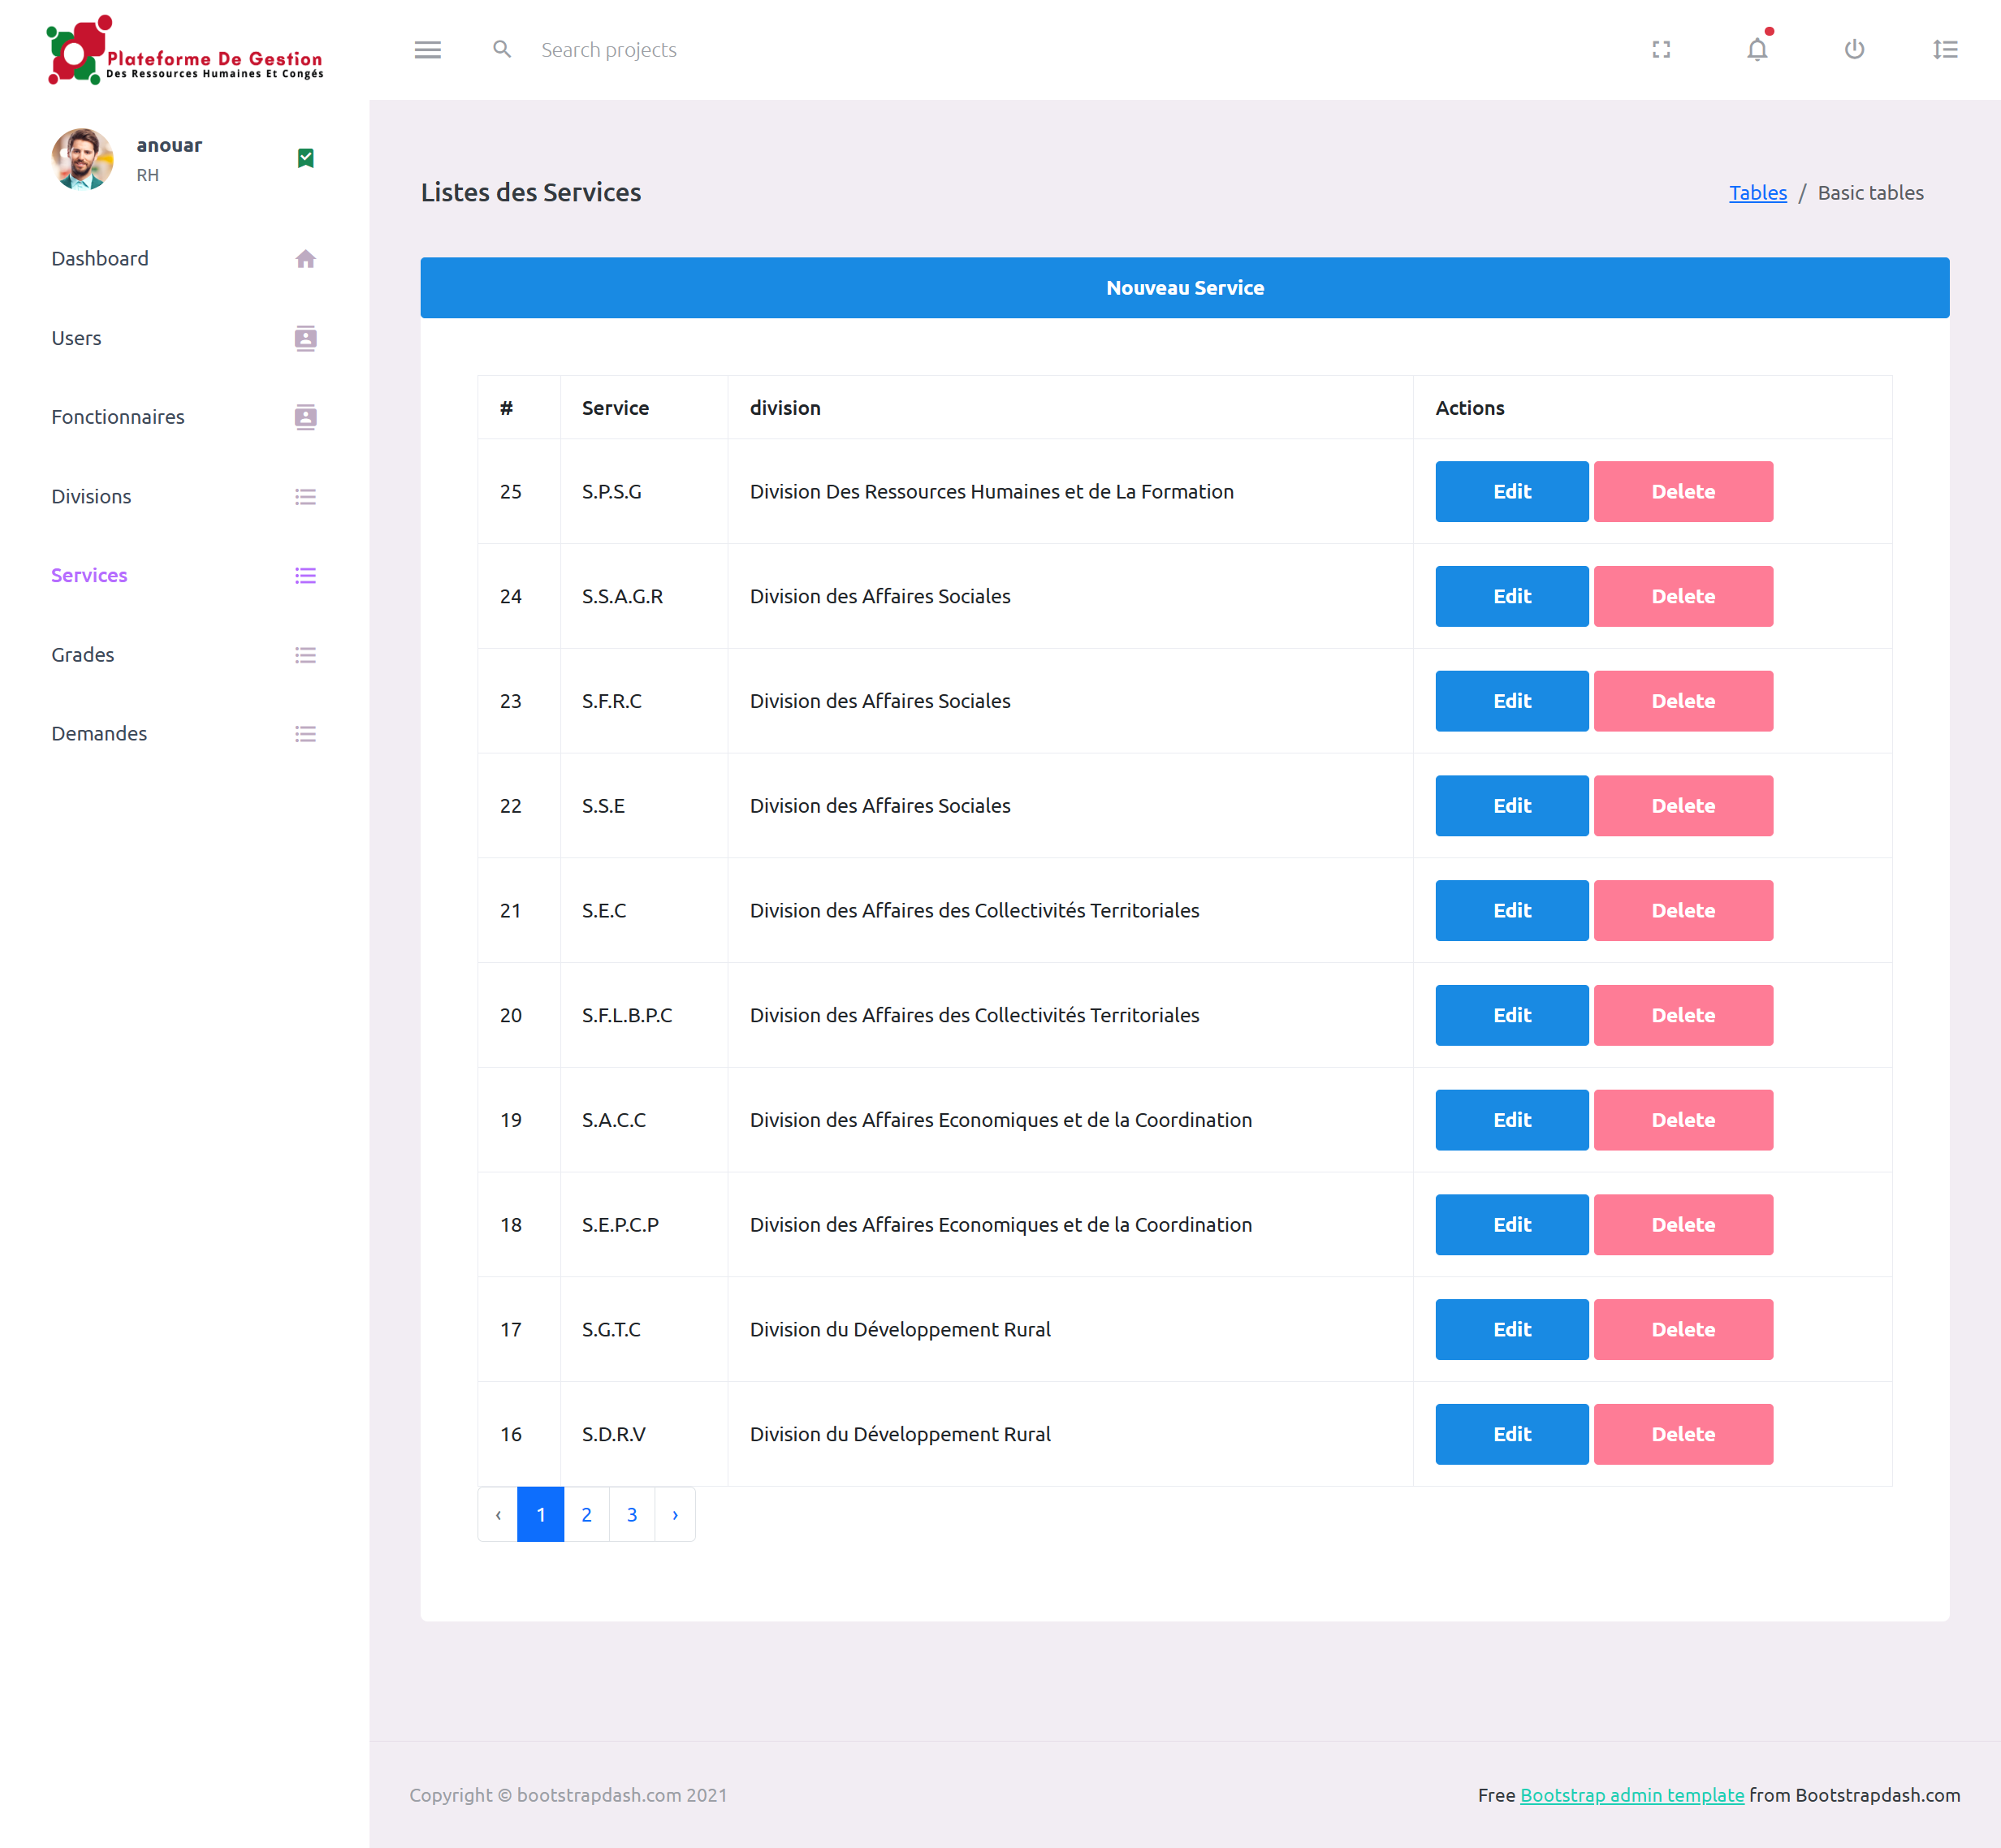 Plateforme De Gestion
Des Ressources Humaines Et Congés
Search projects
anouar
RH
Dashboard
Users
Fonctionnaires
Divisions
Services
Grades
Demandes
Listes des Services
Tables / Basic tables
Nouveau Service
# Service division Actions
25 S.P.S.G Division Des Ressources Humaines et de La Formation Edit Delete
24 S.S.A.G.R Division des Affaires Sociales Edit Delete
23 S.F.R.C Division des Affaires Sociales Edit Delete
22 S.S.E Division des Affaires Sociales Edit Delete
21 S.E.C Division des Affaires des Collectivités Territoriales Edit Delete
20 S.F.L.B.P.C Division des Affaires des Collectivités Territoriales Edit Delete
19 S.A.C.C Division des Affaires Economiques et de la Coordination Edit Delete
18 S.E.P.C.P Division des Affaires Economiques et de la Coordination Edit Delete
17 S.G.T.C Division du Développement Rural Edit Delete
16 S.D.R.V Division du Développement Rural Edit Delete
‹ 1 2 3 ›
Copyright © bootstrapdash.com 2021
Free Bootstrap admin template from Bootstrapdash.com